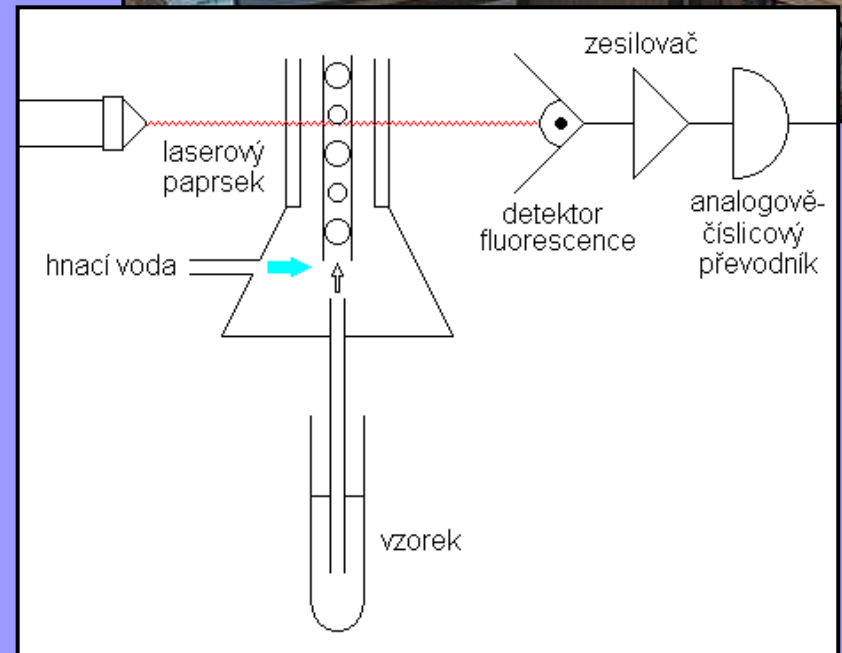 zesilovač
laserový
paprsek
detektor
fluorescence
analogově-
číslicový
převodník
hnací voda
vzorek